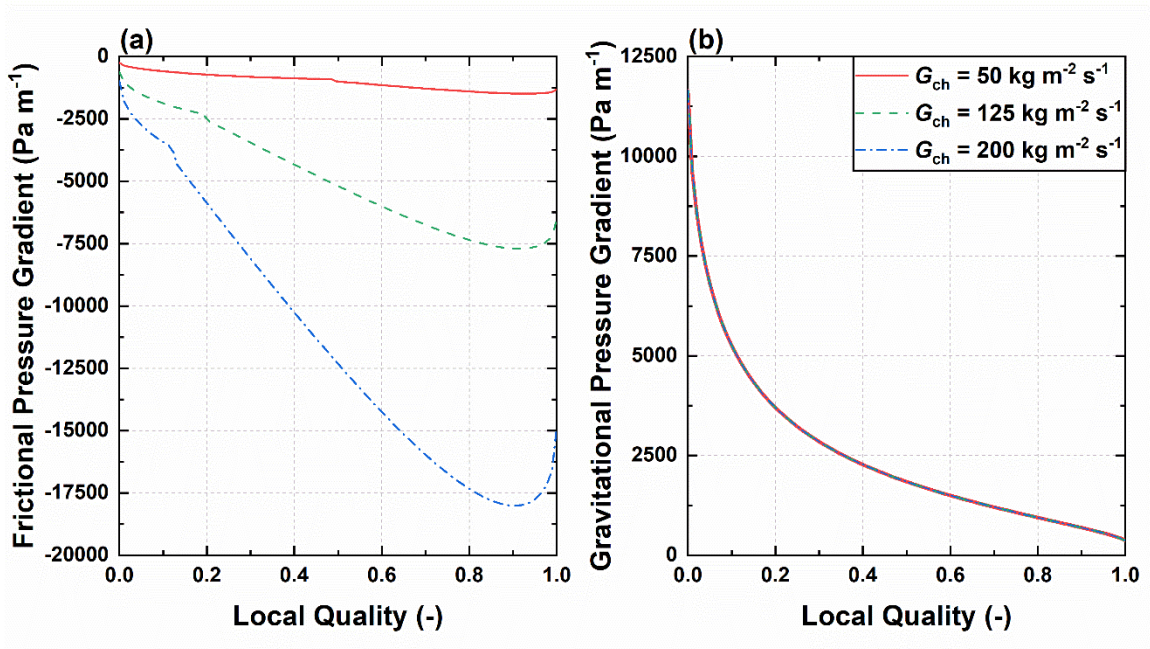 (a)
Frictional Pressure Gradient (Pa m-1)
0
-2500
-5000
-7500
-10000
-12500
-15000
-17500
-20000
0.0 0.2 0.4 0.6 0.8 1.0
Local Quality (-)
(b)
Gravitational Pressure Gradient (Pa m-1)
12500
10000
7500
5000
2500
0
0.0 0.2 0.4 0.6 0.8 1.0
Local Quality (-)
Gch = 50 kg m-2 s-1
Gch = 125 kg m-2 s-1
Gch = 200 kg m-2 s-1